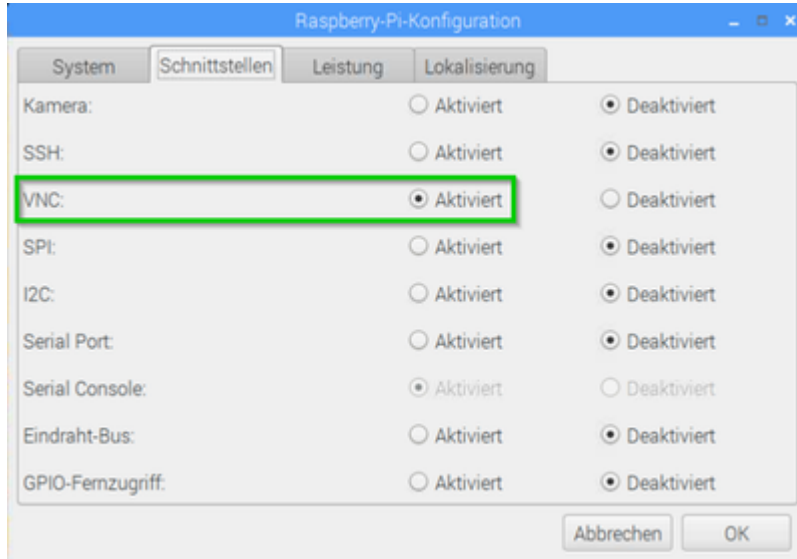 Raspberry-Pi-Konfiguration
System Schnittstellen Leistung Lokalisierung
Kamera: Aktiviert Deaktiviert
SSH: Aktiviert Deaktiviert
VNC: Aktiviert Deaktiviert
SPI: Aktiviert Deaktiviert
I2C: Aktiviert Deaktiviert
Serial Port: Aktiviert Deaktiviert
Serial Console: Aktiviert Deaktiviert
Eindraht-Bus: Aktiviert Deaktiviert
GPIO-Fernzugriff: Aktiviert Deaktiviert
Abbrechen OK